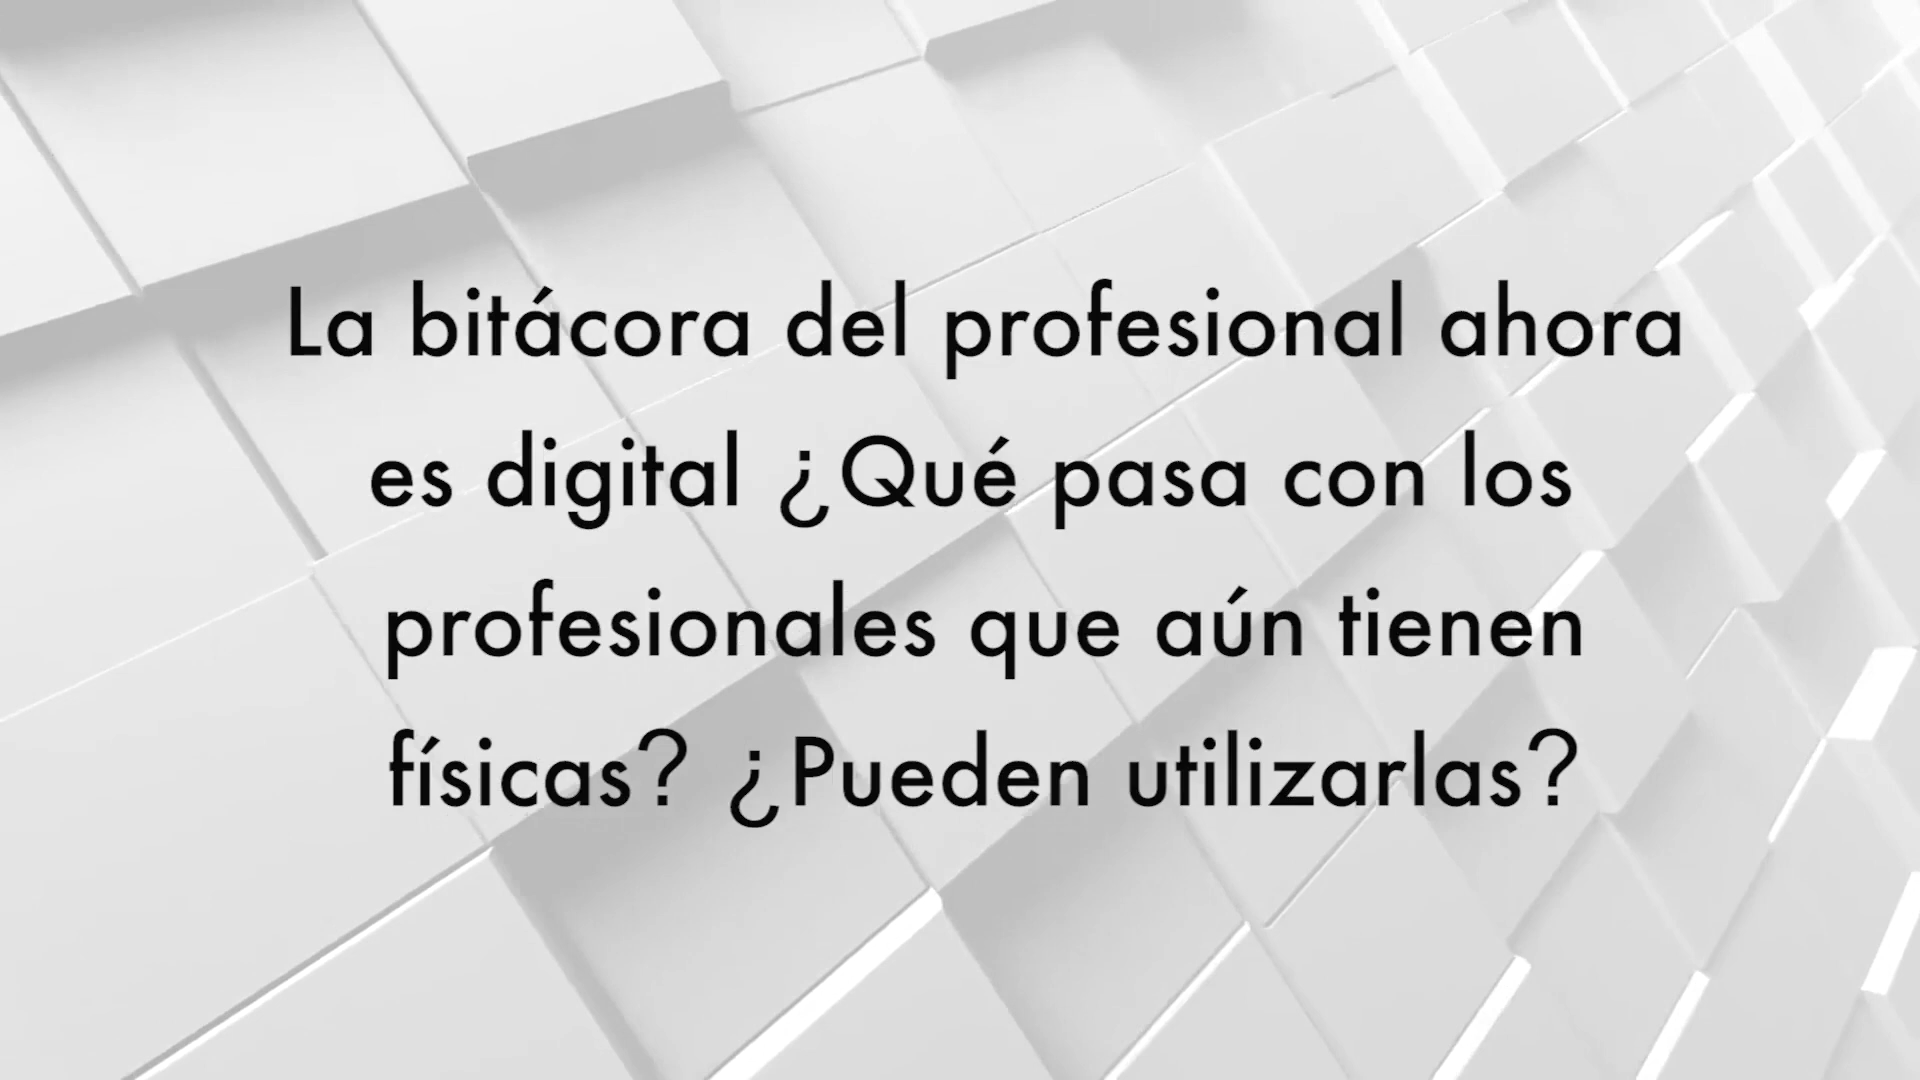 La bitácora del profesional ahora
es digital ¿Qué pasa con los
profesionales que aún tienen
físicas? ¿Pueden utilizarlas?